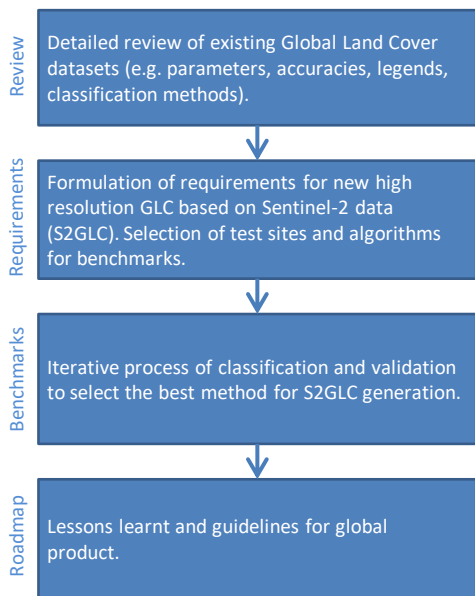 Review
Detailed review of existing Global Land Cover
datasets (e.g. parameters, accuracies, legends,
classification methods).
Requirements
Formulation of requirements for new high
resolution GLC based on Sentinel-2 data
(S2GLC). Selection of test sites and algorithms
for benchmarks.
Benchmarks
Iterative process of classification and validation
to select the best method for S2GLC generation.
Roadmap
Lessons learnt and guidelines for global
product.